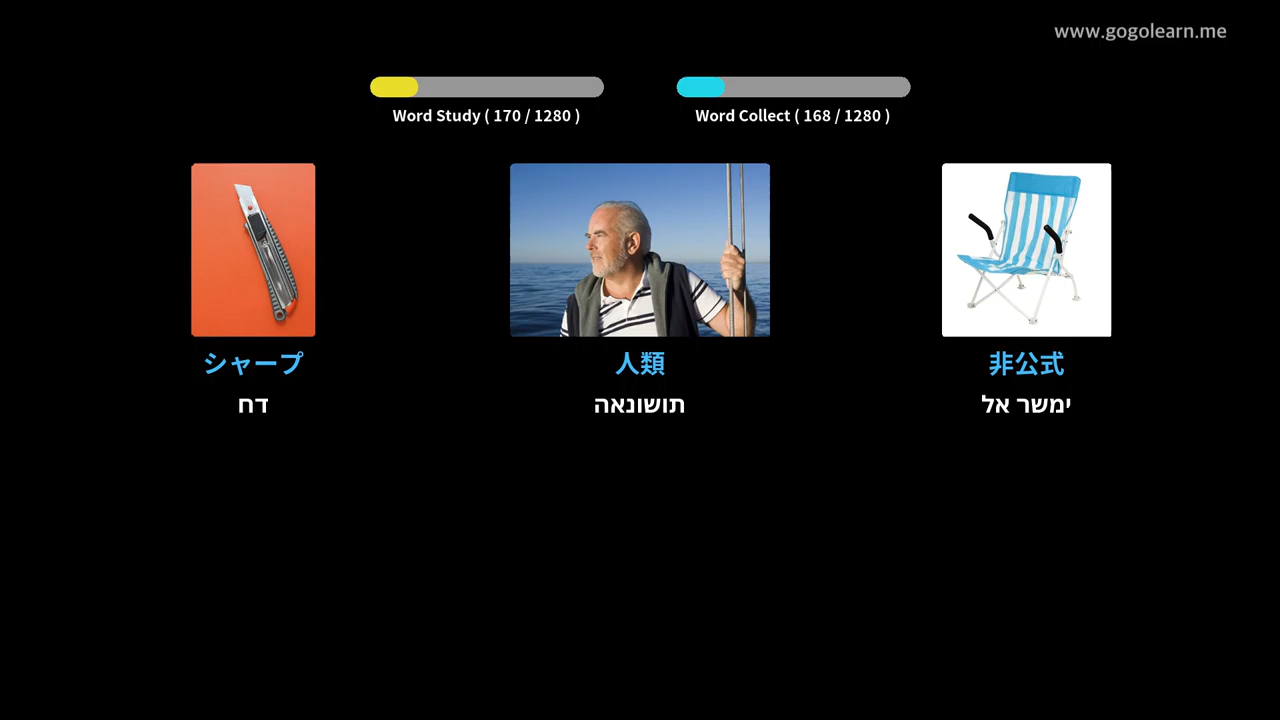 www.gogolearn.me
Word Study ( 170 / 1280 )
Word Collect ( 168 / 1280 )
シャープ
人類
非公式
דח
תושונאה
ימשר אל